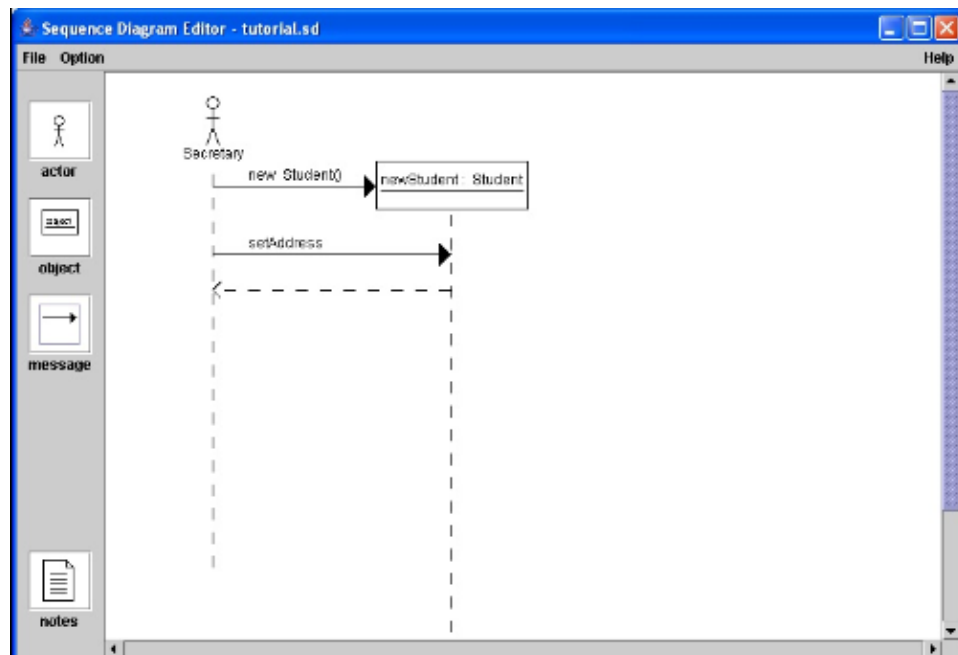 Sequence Diagram Editor - tutorial.sd
File Option Help
actor
object
message
notes
Secretary
new Student()
newStudent : Student
setAddress